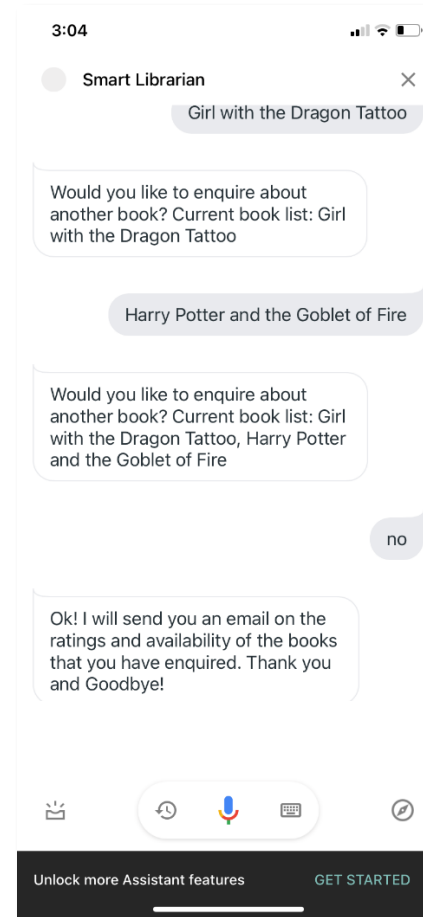 3:04
Smart Librarian
Girl with the Dragon Tattoo
Would you like to enquire about
another book? Current book list: Girl
with the Dragon Tattoo
Harry Potter and the Goblet of Fire
Would you like to enquire about
another book? Current book list: Girl
with the Dragon Tattoo, Harry Potter
and the Goblet of Fire
no
Ok! I will send you an email on the
ratings and availability of the books
that you have enquired. Thank you
and Goodbye!
Unlock more Assistant features GET STARTED